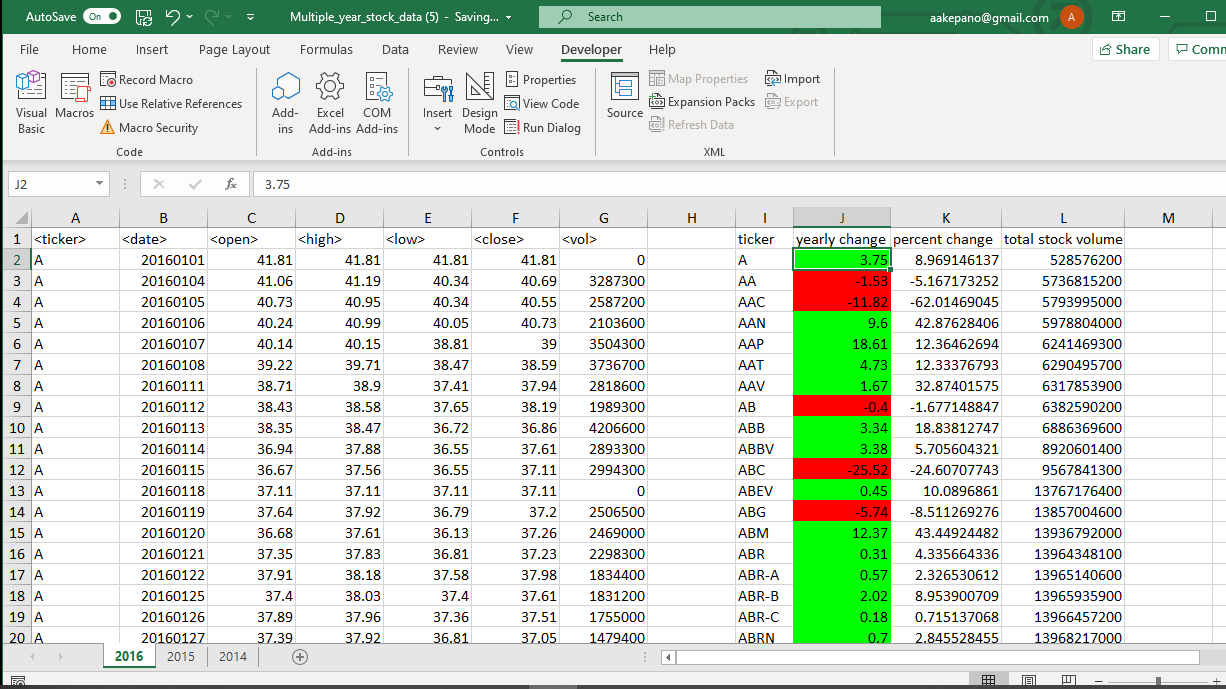 AutoSave On Multiple_year_stock_data (5) - Saving... Search aakepano@gmail.com A
File Home Insert Page Layout Formulas Data Review View Developer Help Share Comm
Visual Basic
Macros
Record Macro
Use Relative References
Macro Security
Code
Add-ins
Excel Add-ins
COM Add-ins
Add-ins
Insert
Design Mode
Properties
View Code
Run Dialog
Controls
Source
Map Properties
Expansion Packs
Refresh Data
Import
Export
XML
J2 fx 3.75
A B C D E F G H I J K L M
1 <ticker> <date> <open> <high> <low> <close> <vol> ticker yearly change percent change total stock volume
2 A 20160101 41.81 41.81 41.81 41.81 0 A 3.75 8.969146137 528576200
3 A 20160104 41.06 41.19 40.34 40.69 3287300 AA -1.53 -5.167173252 5736815200
4 A 20160105 40.73 40.95 40.34 40.55 2587200 AAC -11.82 -62.01469045 5793995000
5 A 20160106 40.24 40.99 40.05 40.73 2103600 AAN 9.6 42.87628406 5978804000
6 A 20160107 40.14 40.15 38.81 39 3504300 AAP 18.61 12.36462694 6241469300
7 A 20160108 39.22 39.71 38.47 38.59 3736700 AAT 4.73 12.33376793 6290495700
8 A 20160111 38.71 38.9 37.41 37.94 2818600 AAV 1.67 32.87401575 6317853900
9 A 20160112 38.43 38.58 37.65 38.19 1989300 AB -0.4 -1.677148847 6382590200
10 A 20160113 38.35 38.47 36.72 36.86 4206600 ABB 3.34 18.83812747 6886369600
11 A 20160114 36.94 37.88 36.55 37.61 2893300 ABBV 3.38 5.705604321 8920601400
12 A 20160115 36.67 37.56 36.55 37.11 2994300 ABC -25.52 -24.60707743 9567841300
13 A 20160118 37.11 37.11 37.11 37.11 0 ABEV 0.45 10.0896861 13767176400
14 A 20160119 37.64 37.92 36.79 37.2 2506500 ABG -5.74 -8.511269276 13857004600
15 A 20160120 36.68 37.61 36.13 37.26 2469000 ABM 12.37 43.44924482 13936792000
16 A 20160121 37.35 37.83 36.81 37.23 2298300 ABR 0.31 4.335664336 13964348100
17 A 20160122 37.91 38.18 37.58 37.98 1834400 ABR-A 0.57 2.326530612 13965140600
18 A 20160125 37.4 38.03 37.4 37.61 1831200 ABR-B 2.02 8.953900709 13965935900
19 A 20160126 37.89 37.96 37.36 37.51 1755000 ABR-C 0.18 0.715137068 13966457200
20 A 20160127 37.39 37.92 36.81 37.05 1479400 ABRN 0.7 2.845528455 13968217000
2016 2015 2014